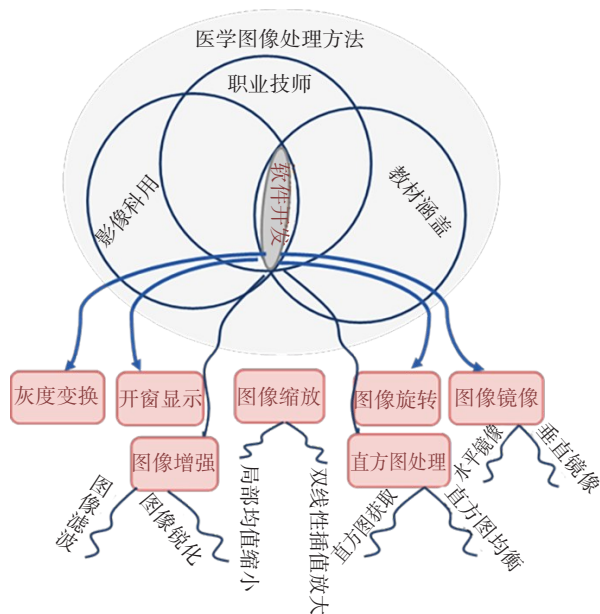 医学图像处理方法
职业技师
影像科用
软件开发
教材涵盖
灰度变换
开窗显示
图像缩放
图像旋转
图像镜像
图像增强
直方图处理
图像滤波
图像锐化
局部均值缩小
双线性插值放大
直方图获取
直方图均衡
水平镜像
垂直镜像